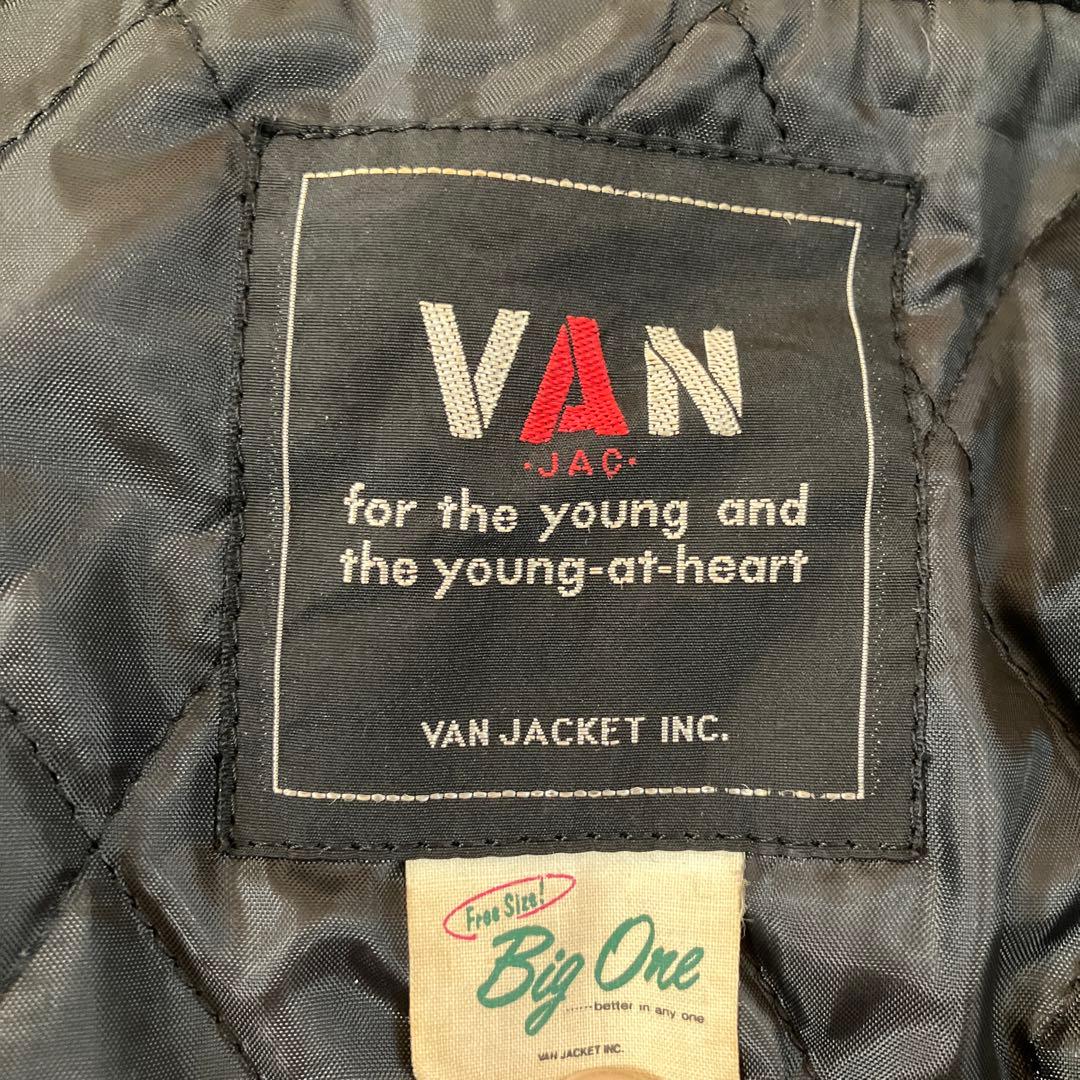 VAN
·JAC·
for the young and
the young-at-heart
VAN JACKET INC.
Free Size!
Big One
......better in any one
VAN JACKET INC.